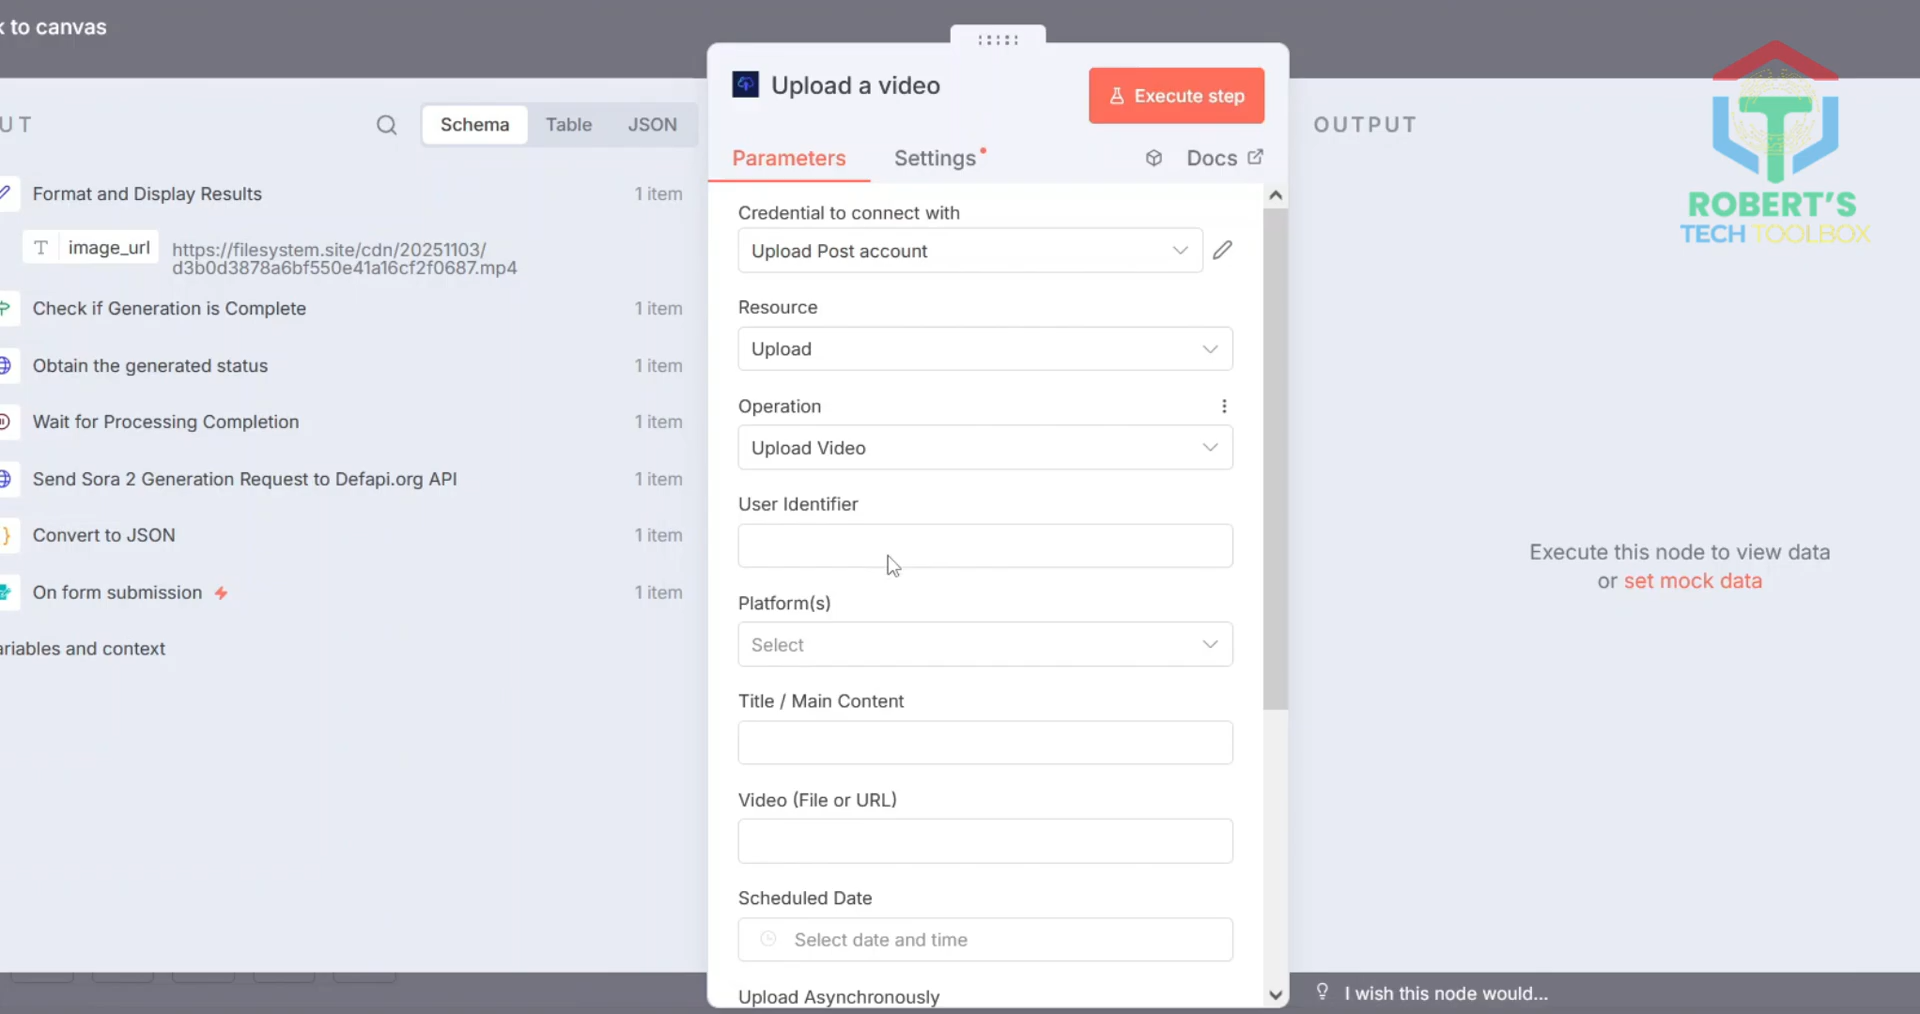 k to canvas
UT
Schema
Table
JSON
Format and Display Results
1 item
T
image_url
https://filesystem.site/cdn/20251103/
d3b0d3878a6bf550e41a16cf2f0687.mp4
Check if Generation is Complete
1 item
Obtain the generated status
1 item
Wait for Processing Completion
1 item
Send Sora 2 Generation Request to Defapi.org API
1 item
Convert to JSON
1 item
On form submission
1 item
ariables and context
Upload a video
Execute step
Parameters
Settings
Docs
Credential to connect with
Upload Post account
Resource
Upload
Operation
Upload Video
User Identifier
Platform(s)
Select
Title / Main Content
Video (File or URL)
Scheduled Date
Select date and time
Upload Asynchronously
OUTPUT
Execute this node to view data
or set mock data
I wish this node would...
ROBERT'S
TECH TOOLBOX